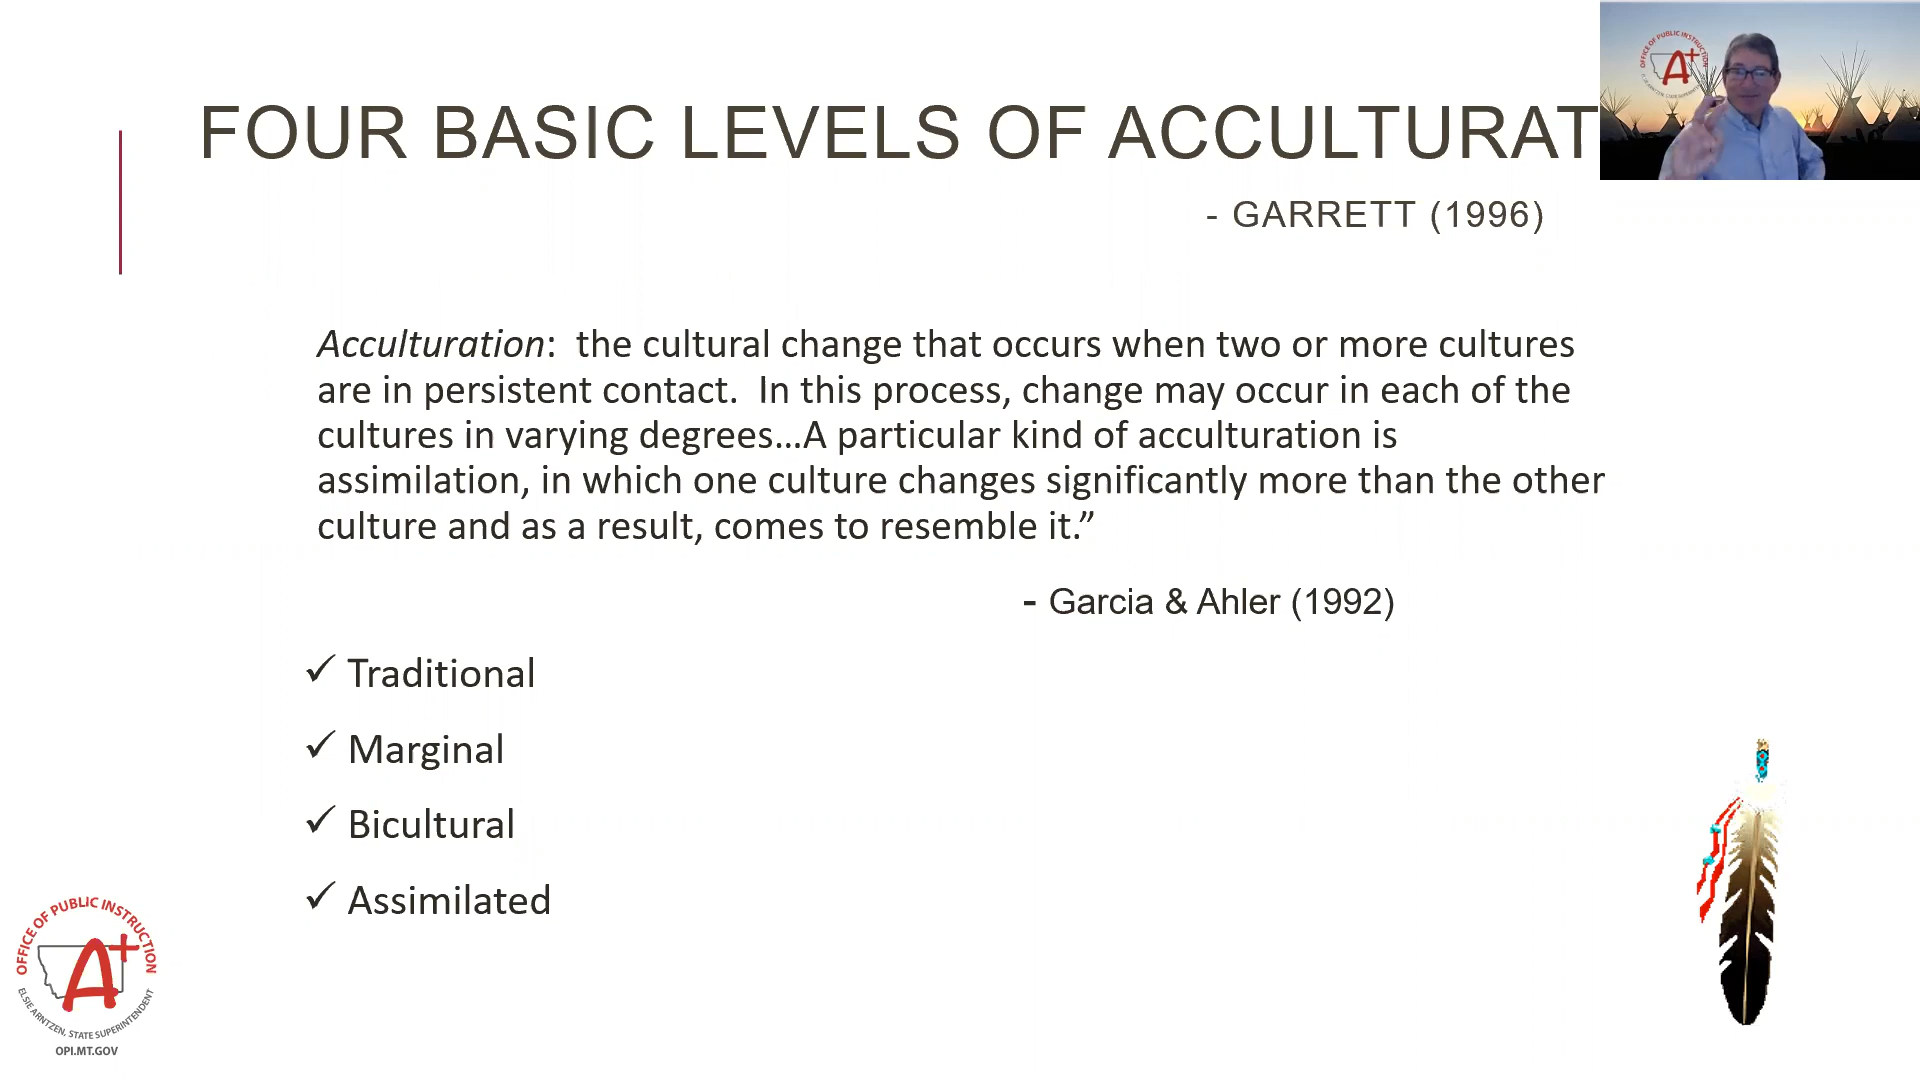 FOUR BASIC LEVELS OF ACCULTURAT
- GARRETT (1996)
Acculturation:  the cultural change that occurs when two or more cultures
are in persistent contact.  In this process, change may occur in each of the
cultures in varying degrees…A particular kind of acculturation is
assimilation, in which one culture changes significantly more than the other
culture and as a result, comes to resemble it.”
- Garcia & Ahler (1992)
✓ Traditional
✓ Marginal
✓ Bicultural
✓ Assimilated
OFFICE OF PUBLIC INSTRUCTION
A+
ELSIE ARNTZEN, STATE SUPERINTENDENT
OPI.MT.GOV
OFFICE OF PUBLIC INSTRUCTION
A+